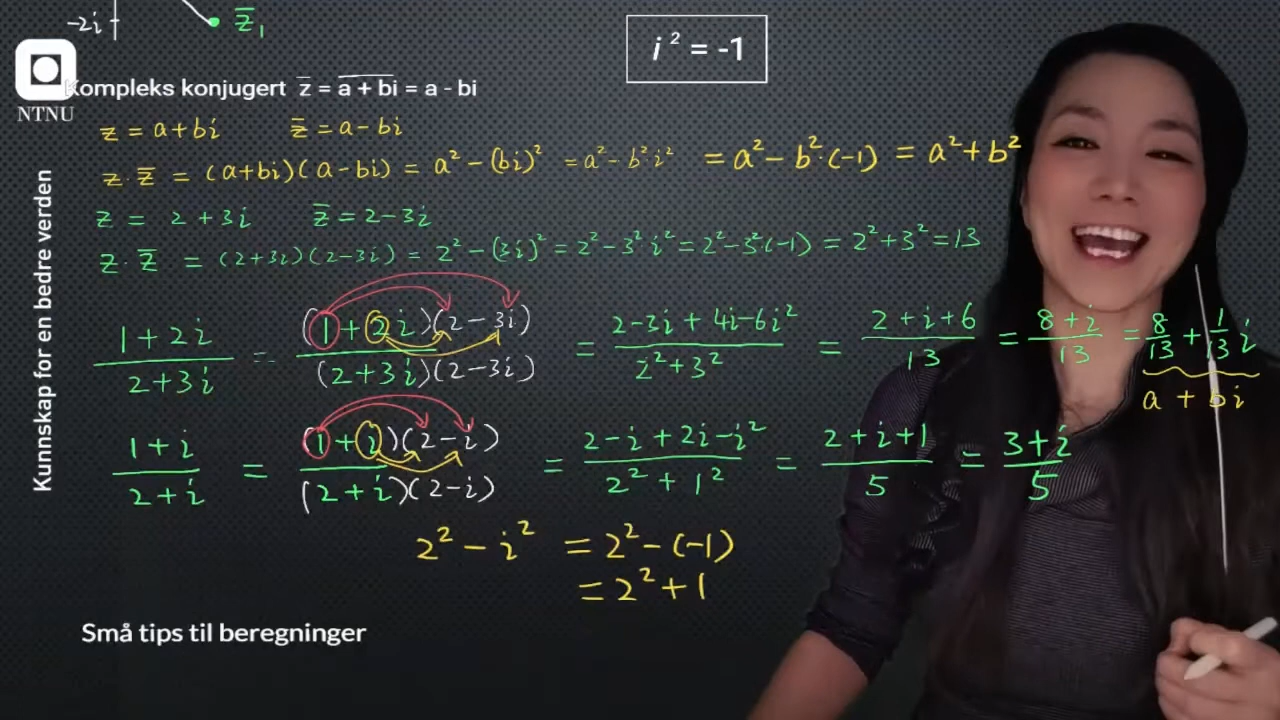 -2i z̄₁
i² = -1
NTNU
Kompleks konjugert z̄ = a + bi = a - bi
Kunnskap for en bedre verden
z = a+bi z̄ = a-bi
z·z̄ = (a+bi)(a-bi) = a² - (bi)² = a² - b²i² = a² - b²·(-1) = a² + b²
z = 2 + 3i z̄ = 2-3i
z·z̄ = (2+3i)(2-3i) = 2² - (3i)² = 2² - 3²i² = 2² - 3²·(-1) = 2² + 3² = 13
(1+2i)/(2+3i) = (1+2i)(2-3i)/(2+3i)(2-3i) = (2-3i+4i-6i²)/(2²+3²) = (2+i+6)/13 = (8+i)/13 = 8/13 + 1/13 i
a + bi
(1+i)/(2+i) = (1+i)(2-i)/(2+i)(2-i) = (2-i+2i-i²)/(2²+1²) = (2+i+1)/5 = (3+i)/5
2² - i² = 2² - (-1)
= 2² + 1
Små tips til beregninger